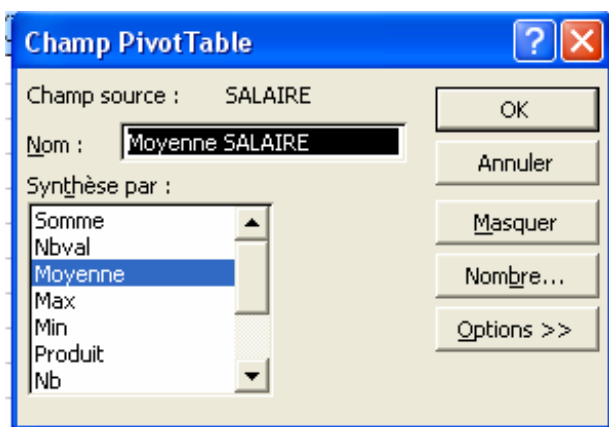 Champ PivotTable
Champ source : SALAIRE
Nom : Moyenne SALAIRE
Synthèse par :
Somme
Nbval
Moyenne
Max
Min
Produit
Nb
OK
Annuler
Masquer
Nombre...
Options >>